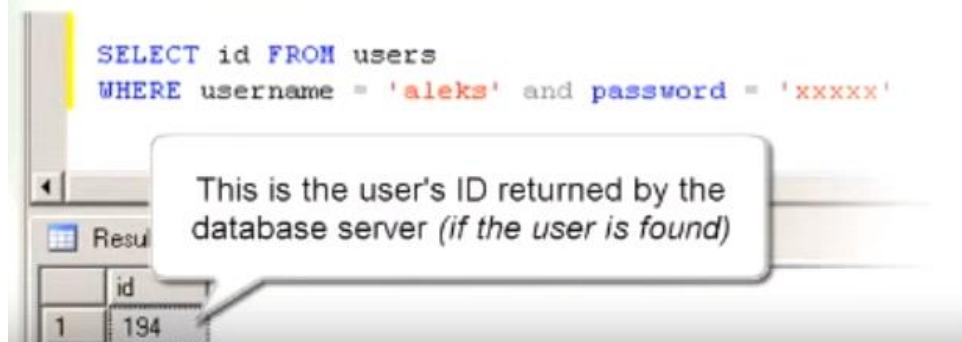 SELECT id FROM users
WHERE username = 'aleks' and password = 'xxxxx'
This is the user's ID returned by the
database server (if the user is found)
Resul
id
1 194